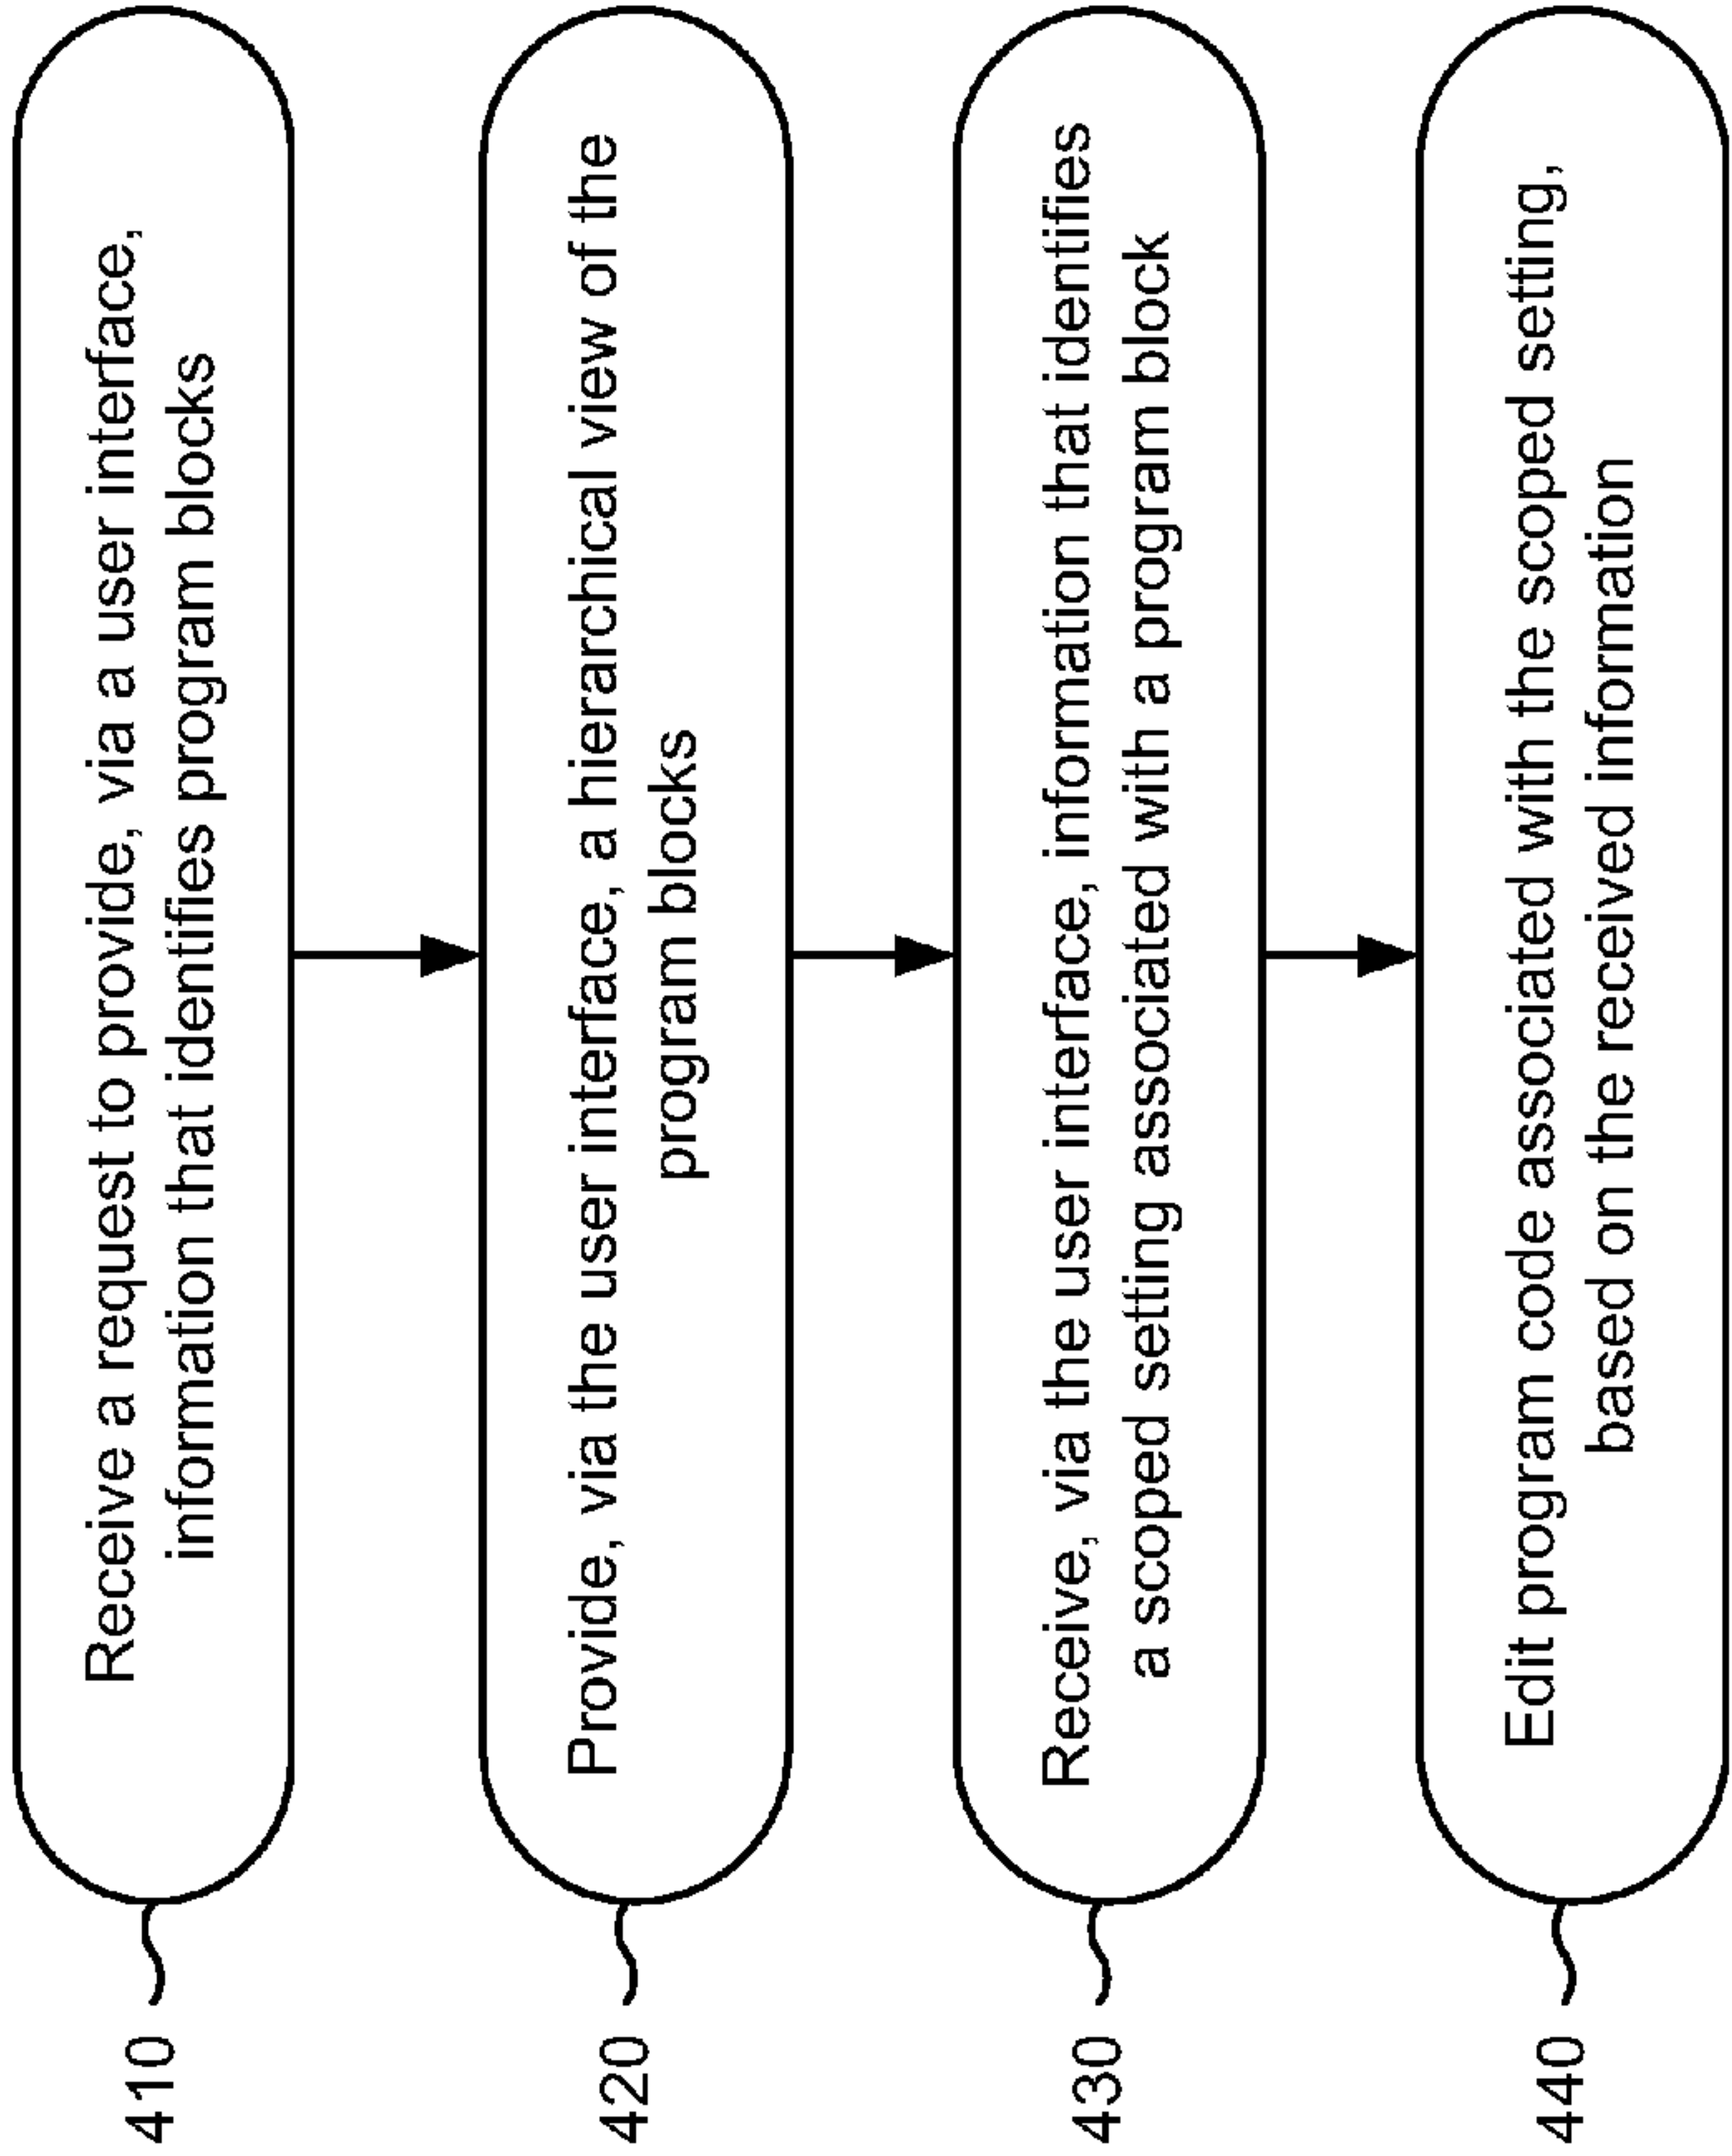 410
Receive a request to provide, via a user interface,
information that identifies program blocks
420
Provide, via the user interface, a hierarchical view of the
program blocks
430
Receive, via the user interface, information that identifies
a scoped setting associated with a program block
440
Edit program code associated with the scoped setting,
based on the received information